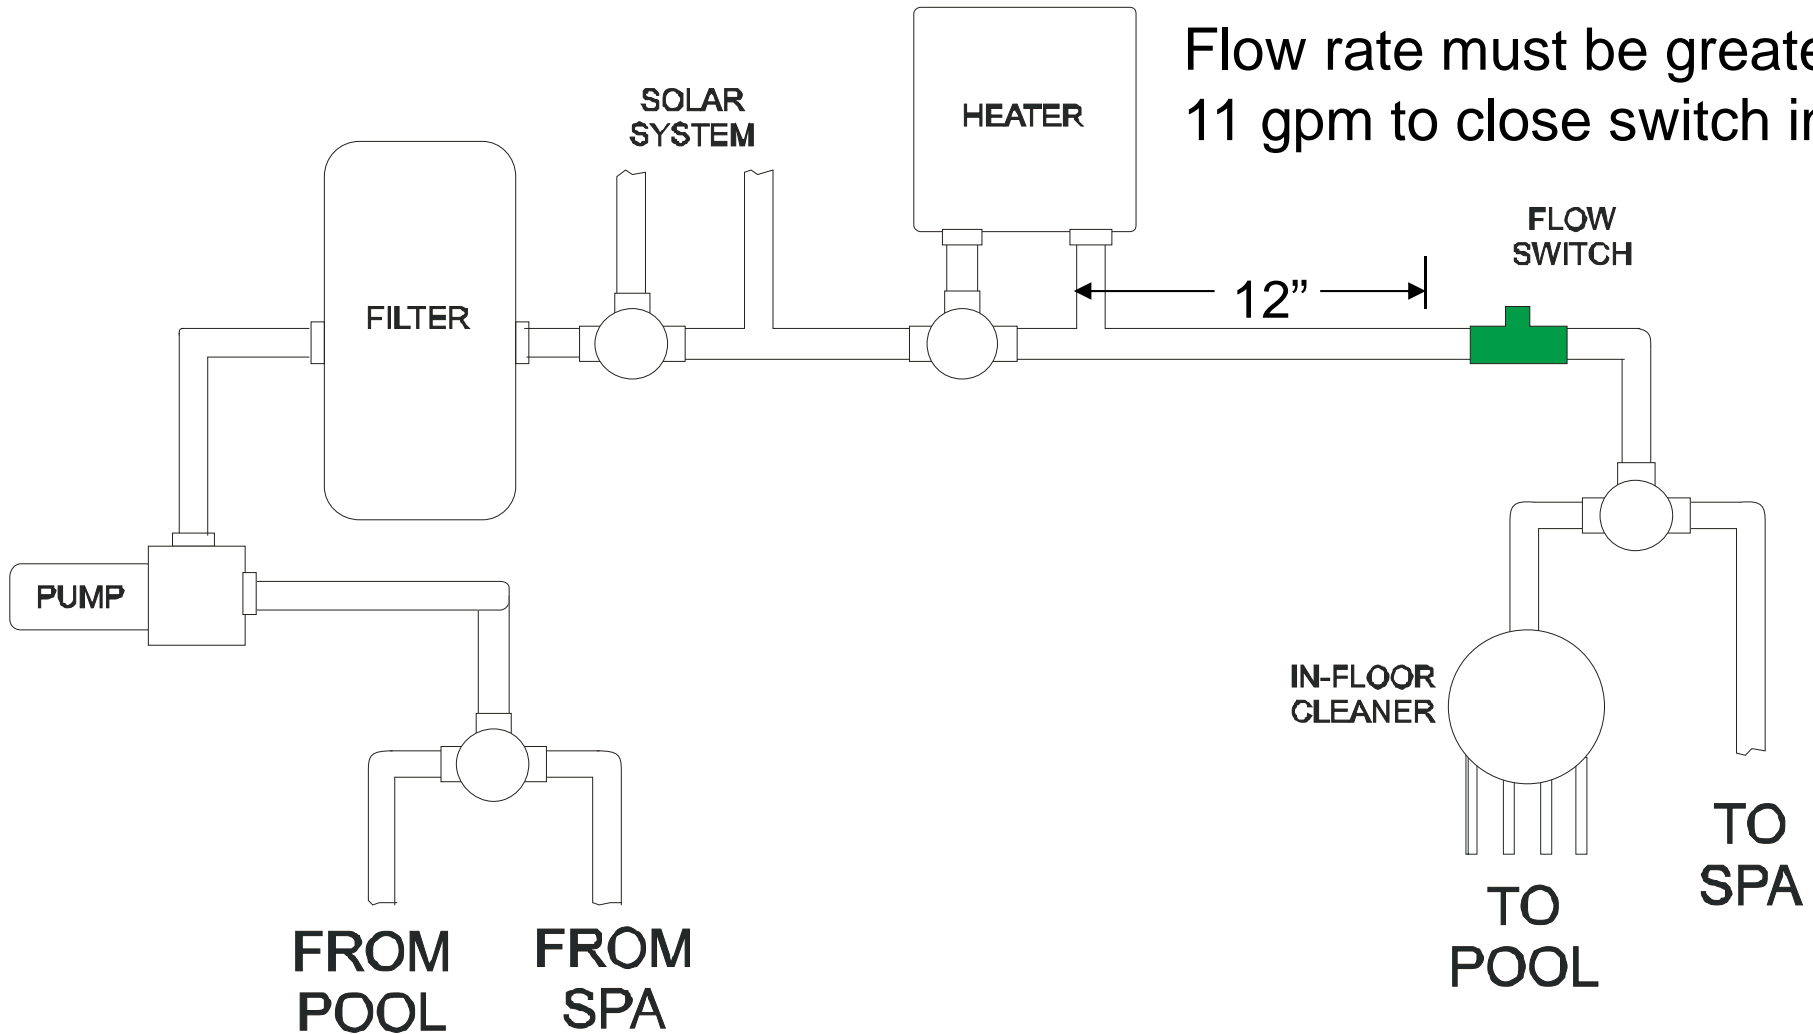 Flow rate must be greate
11 gpm to close switch in
SOLAR
SYSTEM
HEATER
FLOW
SWITCH
12”
FILTER
PUMP
IN-FLOOR
CLEANER
TO
SPA
TO
POOL
FROM
POOL
FROM
SPA